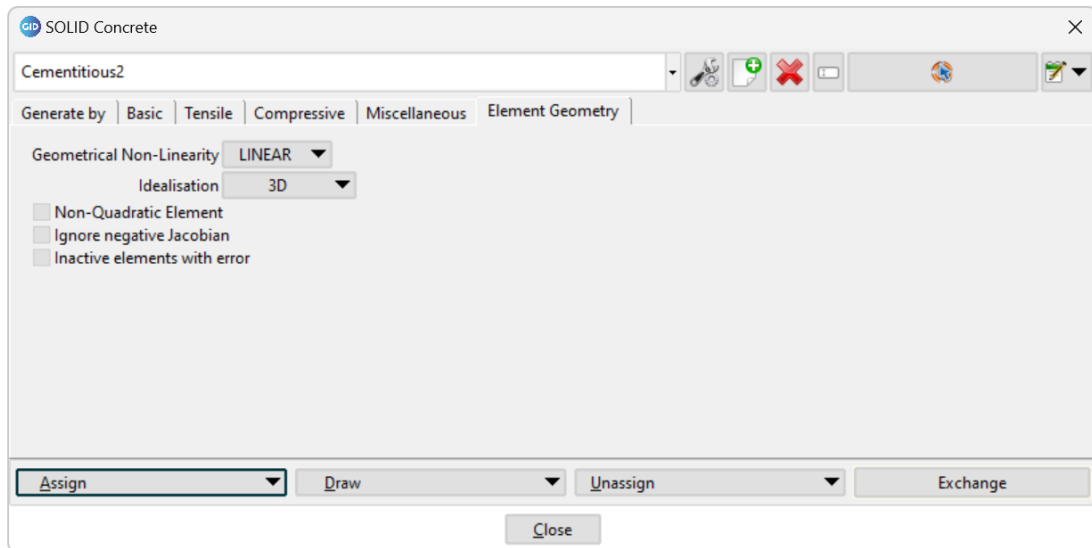 GiD SOLID Concrete
Cementitious2
Generate by Basic Tensile Compressive Miscellaneous Element Geometry
Geometrical Non-Linearity LINEAR
Idealisation 3D
Non-Quadratic Element
Ignore negative Jacobian
Inactive elements with error
Assign Draw Unassign Exchange
Close